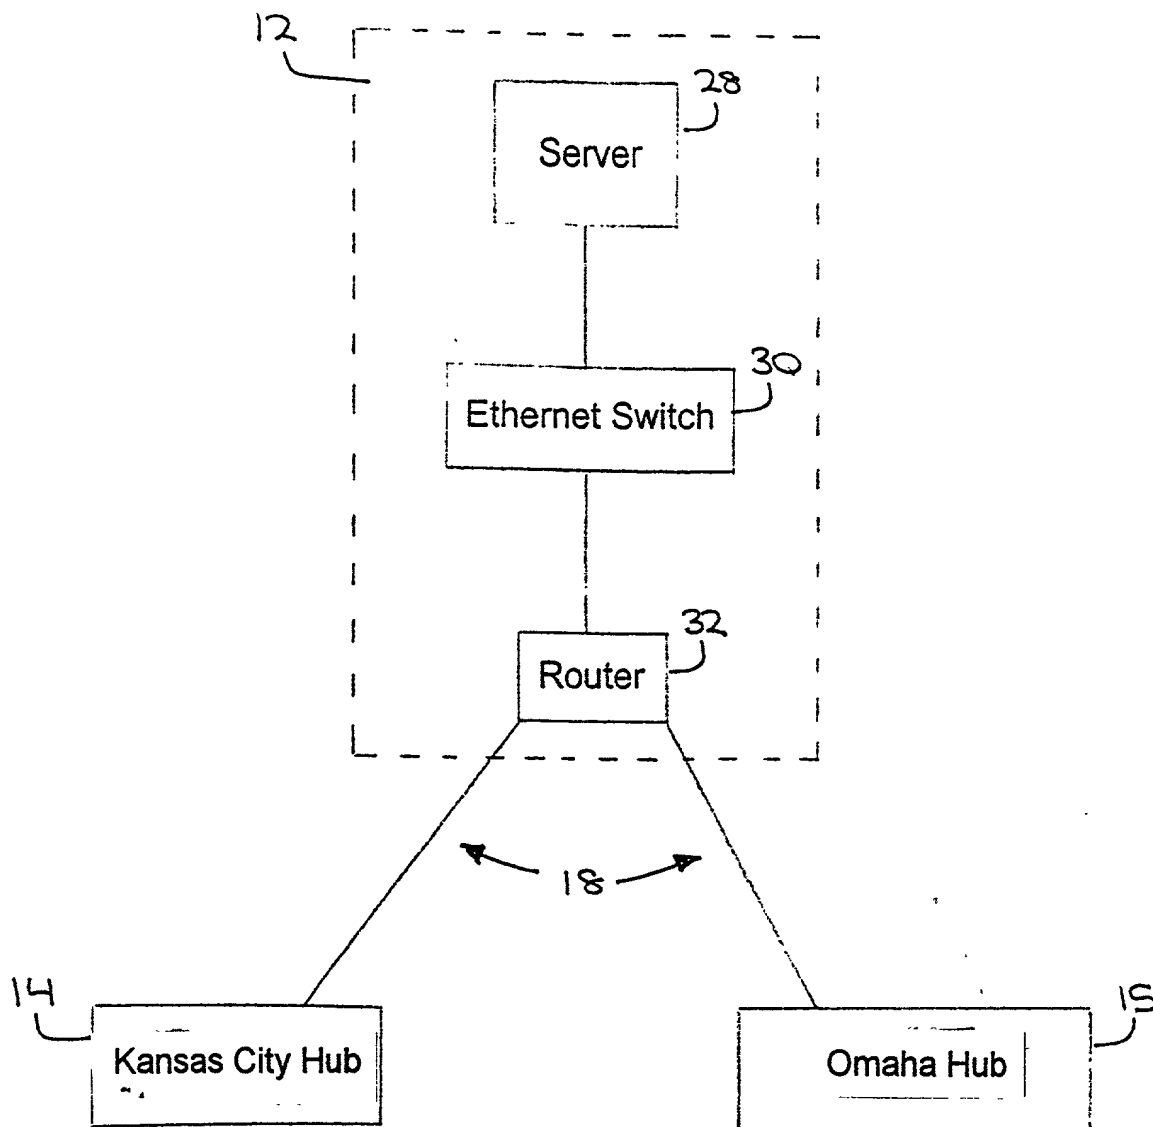 12
28
Server
30
Ethernet Switch
32
Router
18
14
Kansas City Hub
15
Omaha Hub